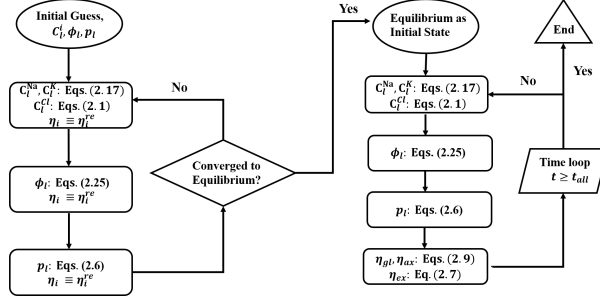 Initial Guess,
C_l^i, ϕ_l, p_l
C_l^Na, C_l^K: Eqs. (2.17)
C_l^Cl: Eqs. (2.1)
η_i ≡ η_i^re
ϕ_l: Eqs. (2.25)
η_i ≡ η_i^re
p_l: Eqs. (2.6)
η_i ≡ η_i^re
No
Converged to
Equilibrium?
Yes
Equilibrium as
Initial State
C_l^Na, C_l^K: Eqs. (2.17)
C_l^Cl: Eqs. (2.1)
ϕ_l: Eqs. (2.25)
p_l: Eqs. (2.6)
η_gl, η_ax: Eqs. (2.9)
η_ex: Eq. (2.7)
Time loop
t ≥ t_all
No
Yes
End